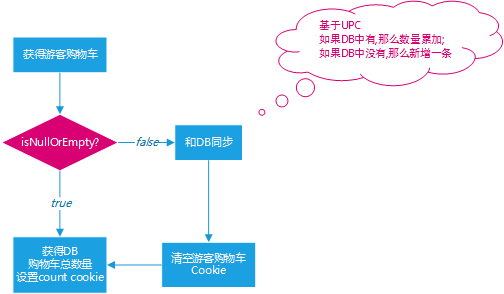 基于UPC
如果DB中有,那么数量累加;
如果DB中没有,那么新增一条
获得游客购物车
isNullOrEmpty?
false
和DB同步
true
获得DB
购物车总数量
设置count cookie
清空游客购物车
Cookie